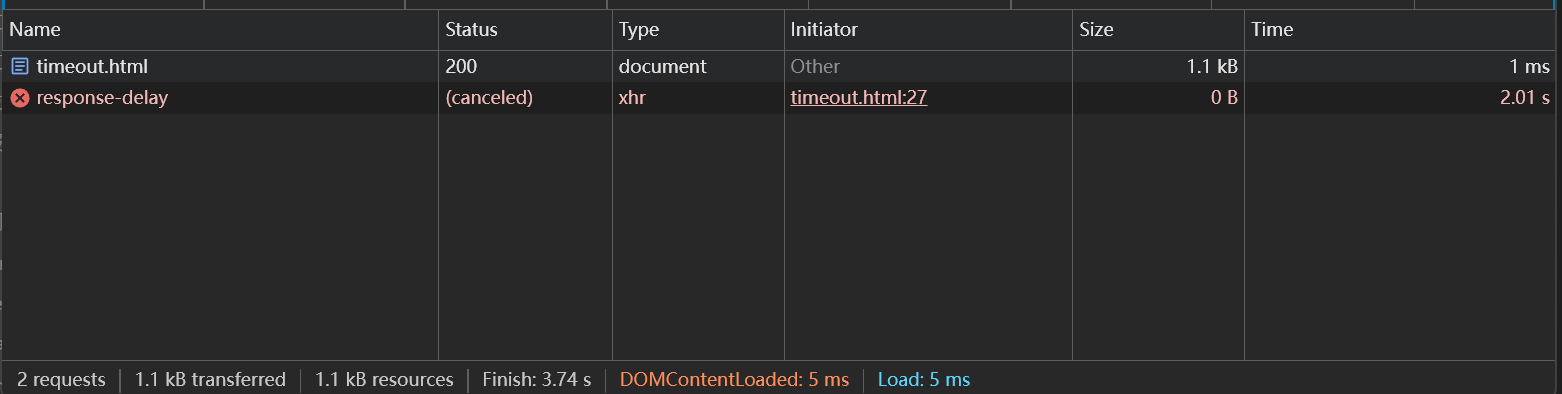 Name Status Type Initiator Size Time
timeout.html 200 document Other 1.1 kB 1 ms
response-delay (canceled) xhr timeout.html:27 0 B 2.01 s
2 requests 1.1 kB transferred 1.1 kB resources Finish: 3.74 s DOMContentLoaded: 5 ms Load: 5 ms